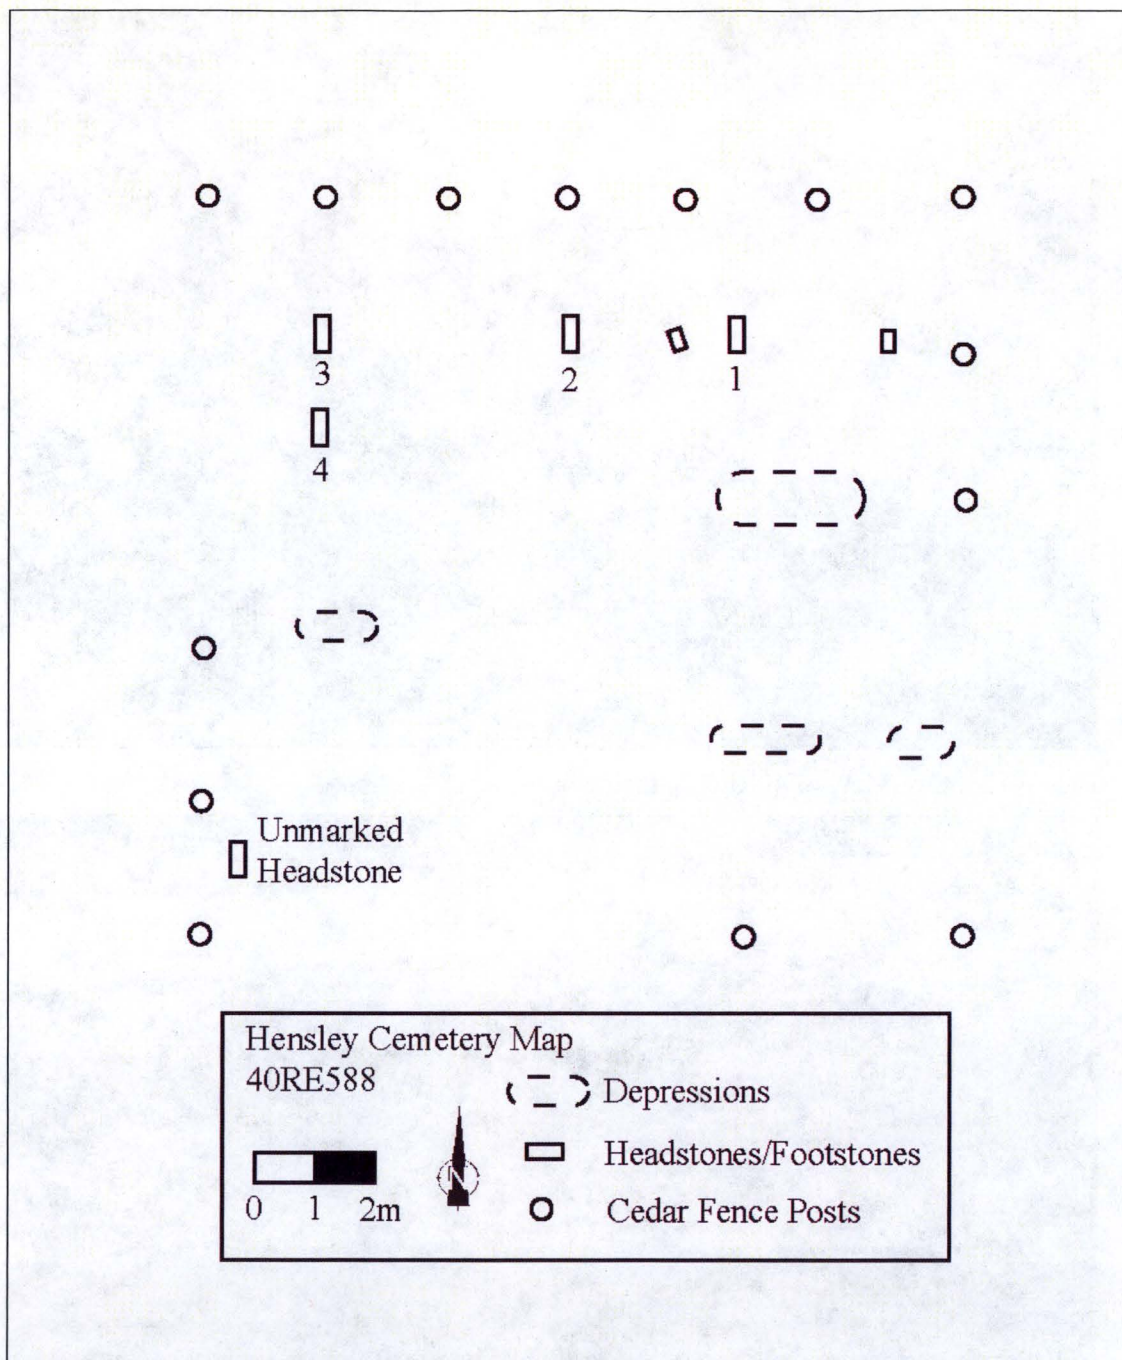 3
2
1
4
Unmarked
Headstone
Hensley Cemetery Map
40RE588
Depressions
Headstones/Footstones
N
0 1 2m
Cedar Fence Posts